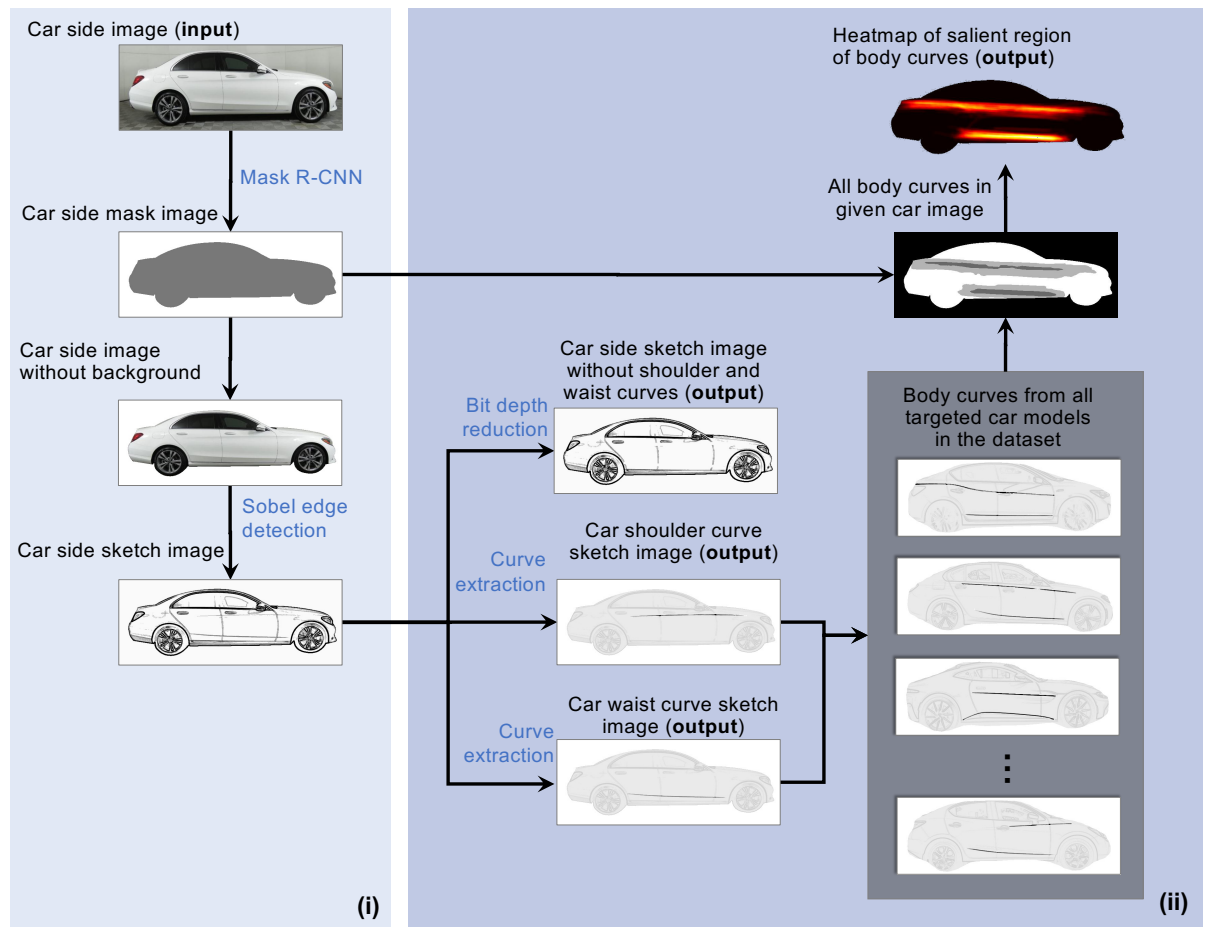 Car side image (input)
Mask R-CNN
Car side mask image
Car side image
without background
Sobel edge
detection
Car side sketch image
(i)
Heatmap of salient region
of body curves (output)
All body curves in
given car image
Car side sketch image
without shoulder and
waist curves (output)
Bit depth
reduction
Car shoulder curve
sketch image (output)
Curve
extraction
Car waist curve sketch
image (output)
Curve
extraction
Body curves from all
targeted car models
in the dataset
(ii)